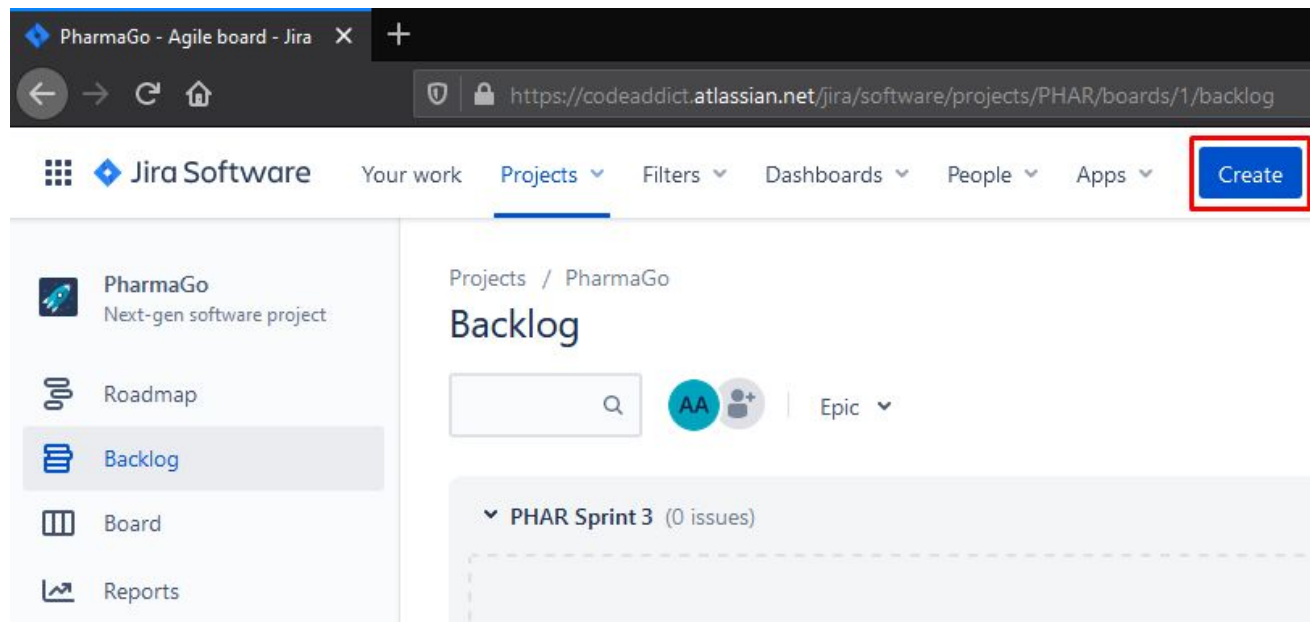 PharmaGo - Agile board - Jira
https://codeaddict.atlassian.net/jira/software/projects/PHAR/boards/1/backlog
Jira Software Your work Projects Filters Dashboards People Apps Create
PharmaGo
Next-gen software project
Roadmap
Backlog
Board
Reports
Projects / PharmaGo
Backlog
AA Epic
PHAR Sprint 3 (0 issues)